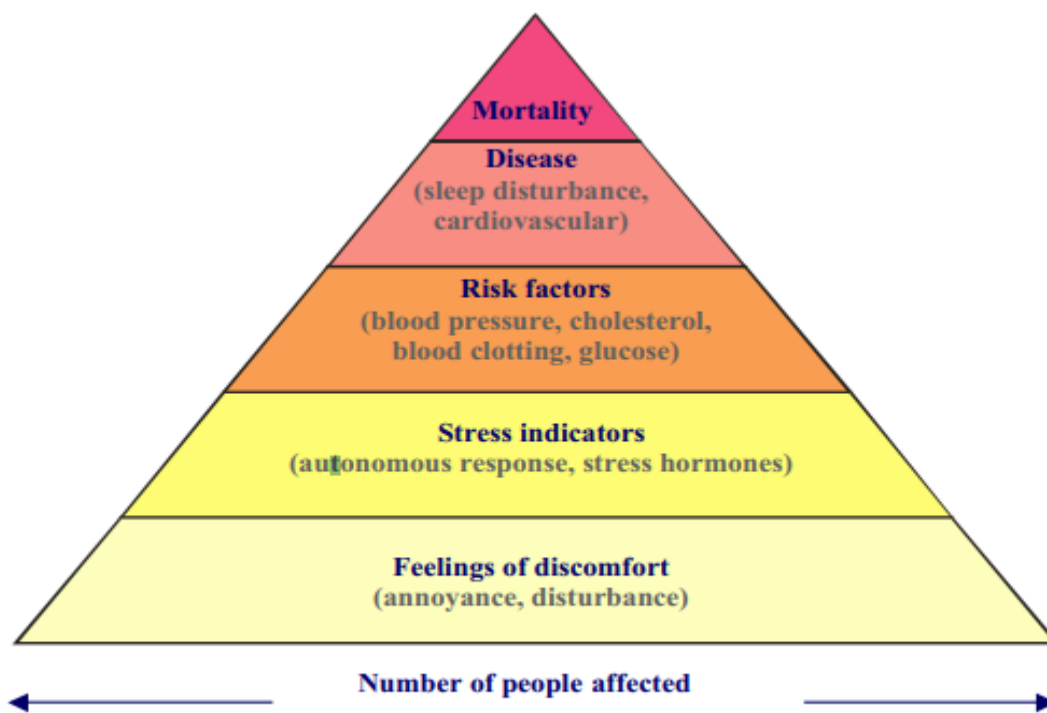 Mortality
Disease
(sleep disturbance,
cardiovascular)
Risk factors
(blood pressure, cholesterol,
blood clotting, glucose)
Stress indicators
(autonomous response, stress hormones)
Feelings of discomfort
(annoyance, disturbance)
Number of people affected